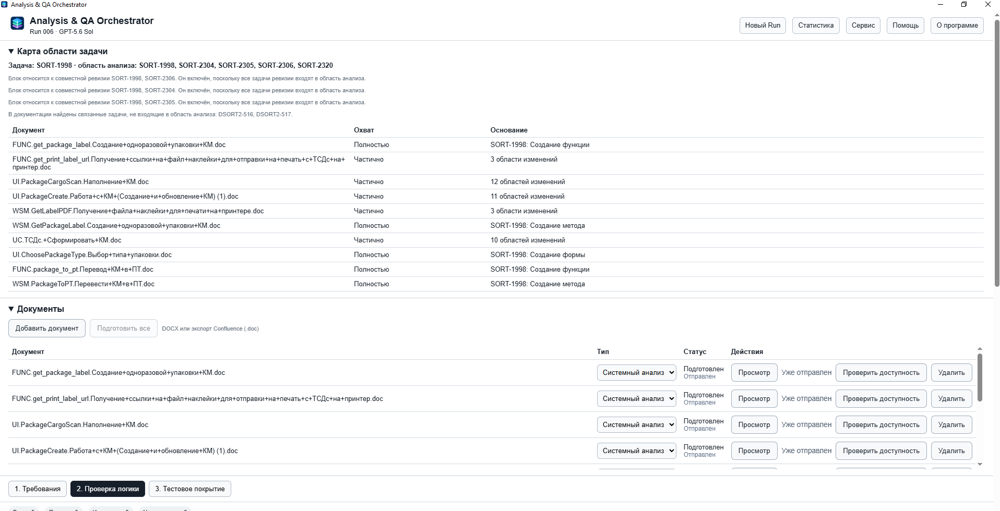 Analysis & QA Orchestrator
Analysis & QA Orchestrator
Run 006 · GPT-5.6 Sol
Новый Run Статистика Сервис Помощь О программе
▼ Карта области задачи
Задача: SORT-1998 · область анализа: SORT-1998, SORT-2304, SORT-2305, SORT-2306, SORT-2320
Блок относится к совместной ревизии SORT-1998, SORT-2306. Он включён, поскольку все задачи ревизии входят в область анализа.
Блок относится к совместной ревизии SORT-1998, SORT-2304. Он включён, поскольку все задачи ревизии входят в область анализа.
Блок относится к совместной ревизии SORT-1998, SORT-2305. Он включён, поскольку все задачи ревизии входят в область анализа.
В документации найдены связанные задачи, не входящие в область анализа: DSORT2-516, DSORT2-517.
Документ Охват Основание
FUNC.get_package_label.Создание+одноразовой+упаковки+КМ.doc Полностью SORT-1998: Создание функции
FUNC.get_print_label_url.Получение+ссылки+на+файл+наклейки+для+отправки+на+печать+с+ТСДс+на+ Частично 3 области изменений
принтер.doc
UI.PackageCargoScan.Наполнение+КМ.doc Частично 12 областей изменений
UI.PackageCreate.Работа+с+КМ+(Создание+и+обновление+КМ) (1).doc Частично 11 областей изменений
WSM.GetLabelPDF.Получение+файла+наклейки+для+печати+на+принтере.doc Частично 3 области изменений
WSM.GetPackageLabel.Создание+одноразовой+упаковки+КМ.doc Полностью SORT-1998: Создание метода
UC.ТСДс.+Сформировать+КМ.doc Частично 10 областей изменений
UI.ChoosePackageType.Выбор+типа+упаковки.doc Полностью SORT-1998: Создание формы
FUNC.package_to_pt.Перевод+КМ+в+ПТ.doc Полностью SORT-1998: Создание функции
WSM.PackageToPT.Перевести+КМ+в+ПТ.doc Полностью SORT-1998: Создание метода
▼ Документы
Добавить документ Подготовить все DOCX или экспорт Confluence (.doc)
Документ Тип Статус Действия
FUNC.get_package_label.Создание+одноразовой+упаковки+КМ.doc Системный анализ Подготовлен Просмотр Уже отправлен Проверить доступность Удалить
Отправлен
FUNC.get_print_label_url.Получение+ссылки+на+файл+наклейки+для+отправки+на+печать+с+ТСДс+на+принтер.doc Системный анализ Подготовлен Просмотр Уже отправлен Проверить доступность Удалить
Отправлен
UI.PackageCargoScan.Наполнение+КМ.doc Системный анализ Подготовлен Просмотр Уже отправлен Проверить доступность Удалить
Отправлен
UI.PackageCreate.Работа+с+КМ+(Создание+и+обновление+КМ) (1).doc Системный анализ Подготовлен Просмотр Уже отправлен Проверить доступность Удалить
Отправлен
1. Требования 2. Проверка логики 3. Тестовое покрытие